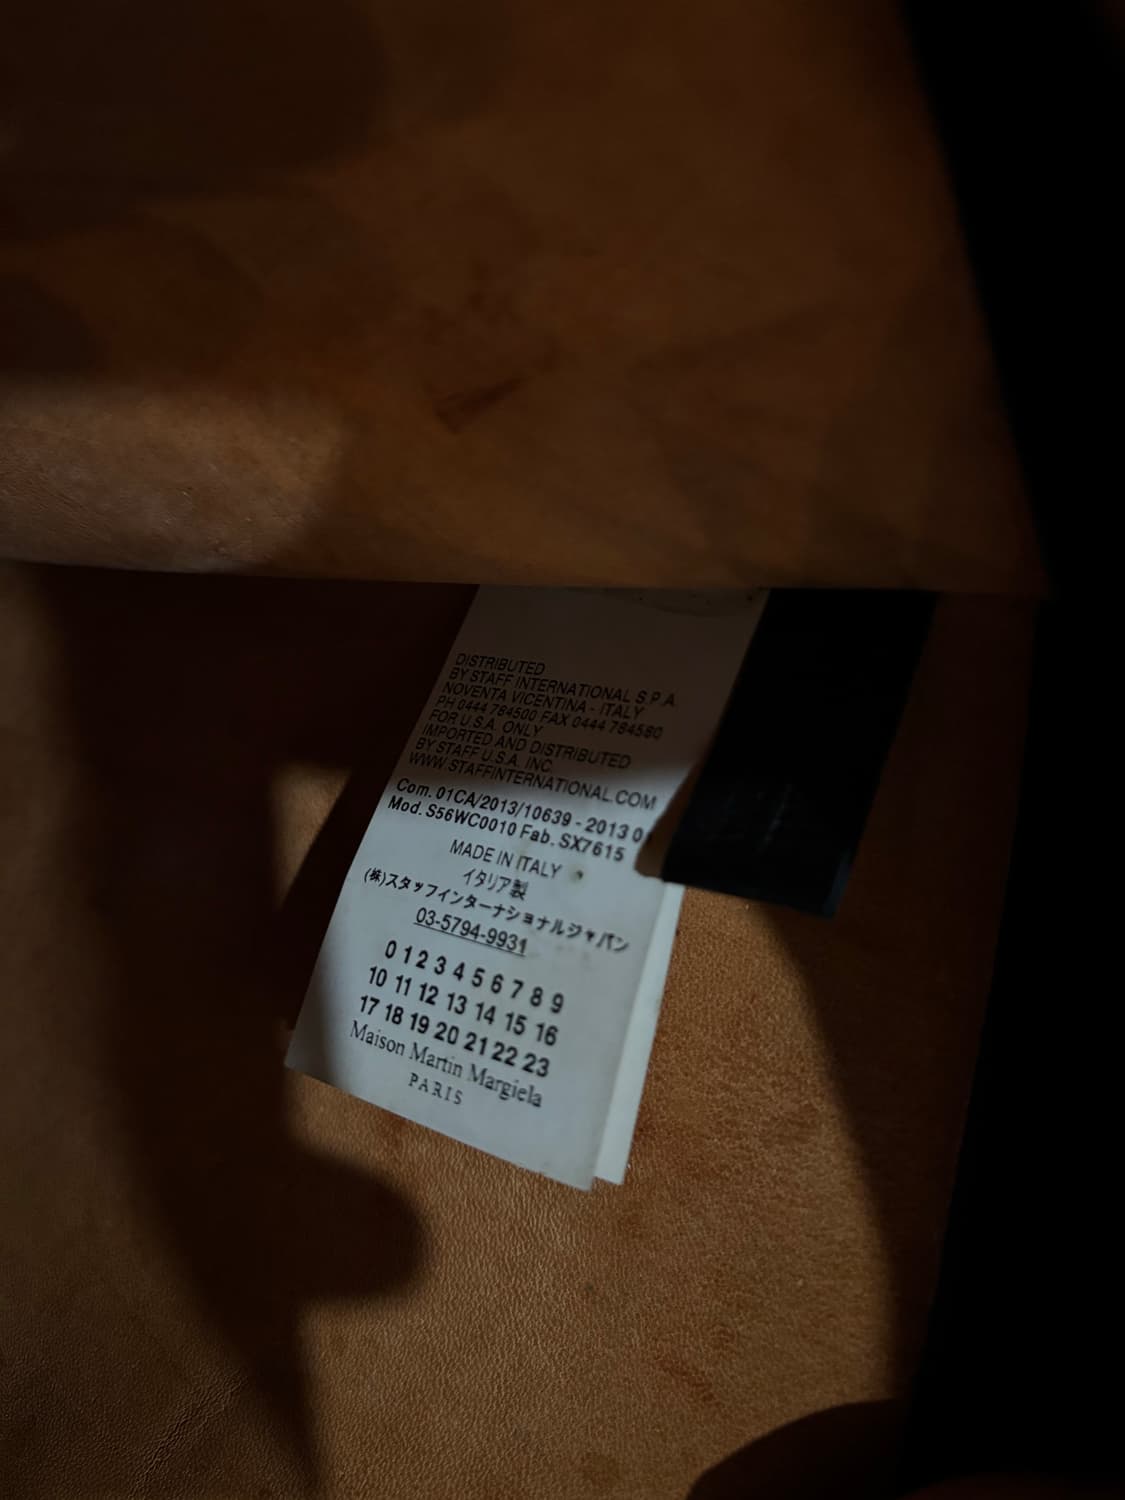 DISTRIBUTED
BY STAFF INTERNATIONAL S.P.A.
NOVENTA VICENTINA - ITALY
PH 0444 784500 FAX 0444 784580
FOR U.S.A. ONLY
IMPORTED AND DISTRIBUTED
BY STAFF U.S.A. INC.
WWW.STAFFINTERNATIONAL.COM
Com. 01CA/2013/10639 - 2013 0
Mod. S56WC0010 Fab. SX7615
MADE IN ITALY
イタリア製
(株)スタッフインターナショナルジャパン
03-5794-9931
0 1 2 3 4 5 6 7 8 9
10 11 12 13 14 15 16
17 18 19 20 21 22 23
Maison Martin Margiela
PARIS